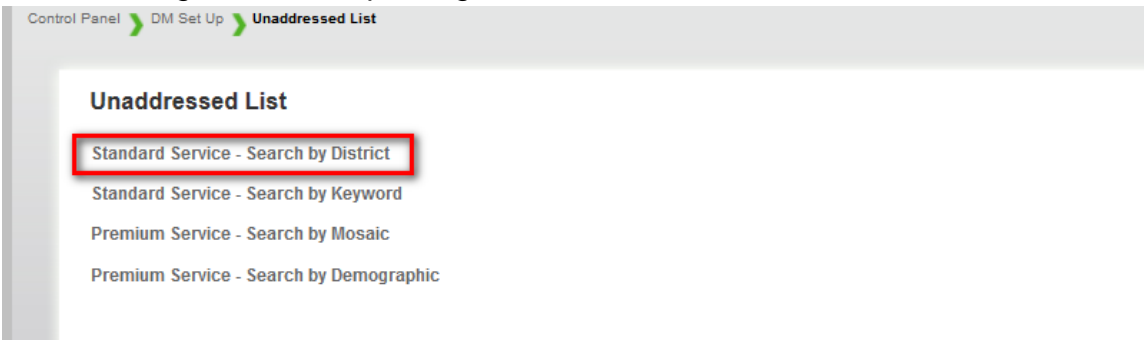 Control Panel DM Set Up Unaddressed List
Unaddressed List
Standard Service - Search by District
Standard Service - Search by Keyword
Premium Service - Search by Mosaic
Premium Service - Search by Demographic